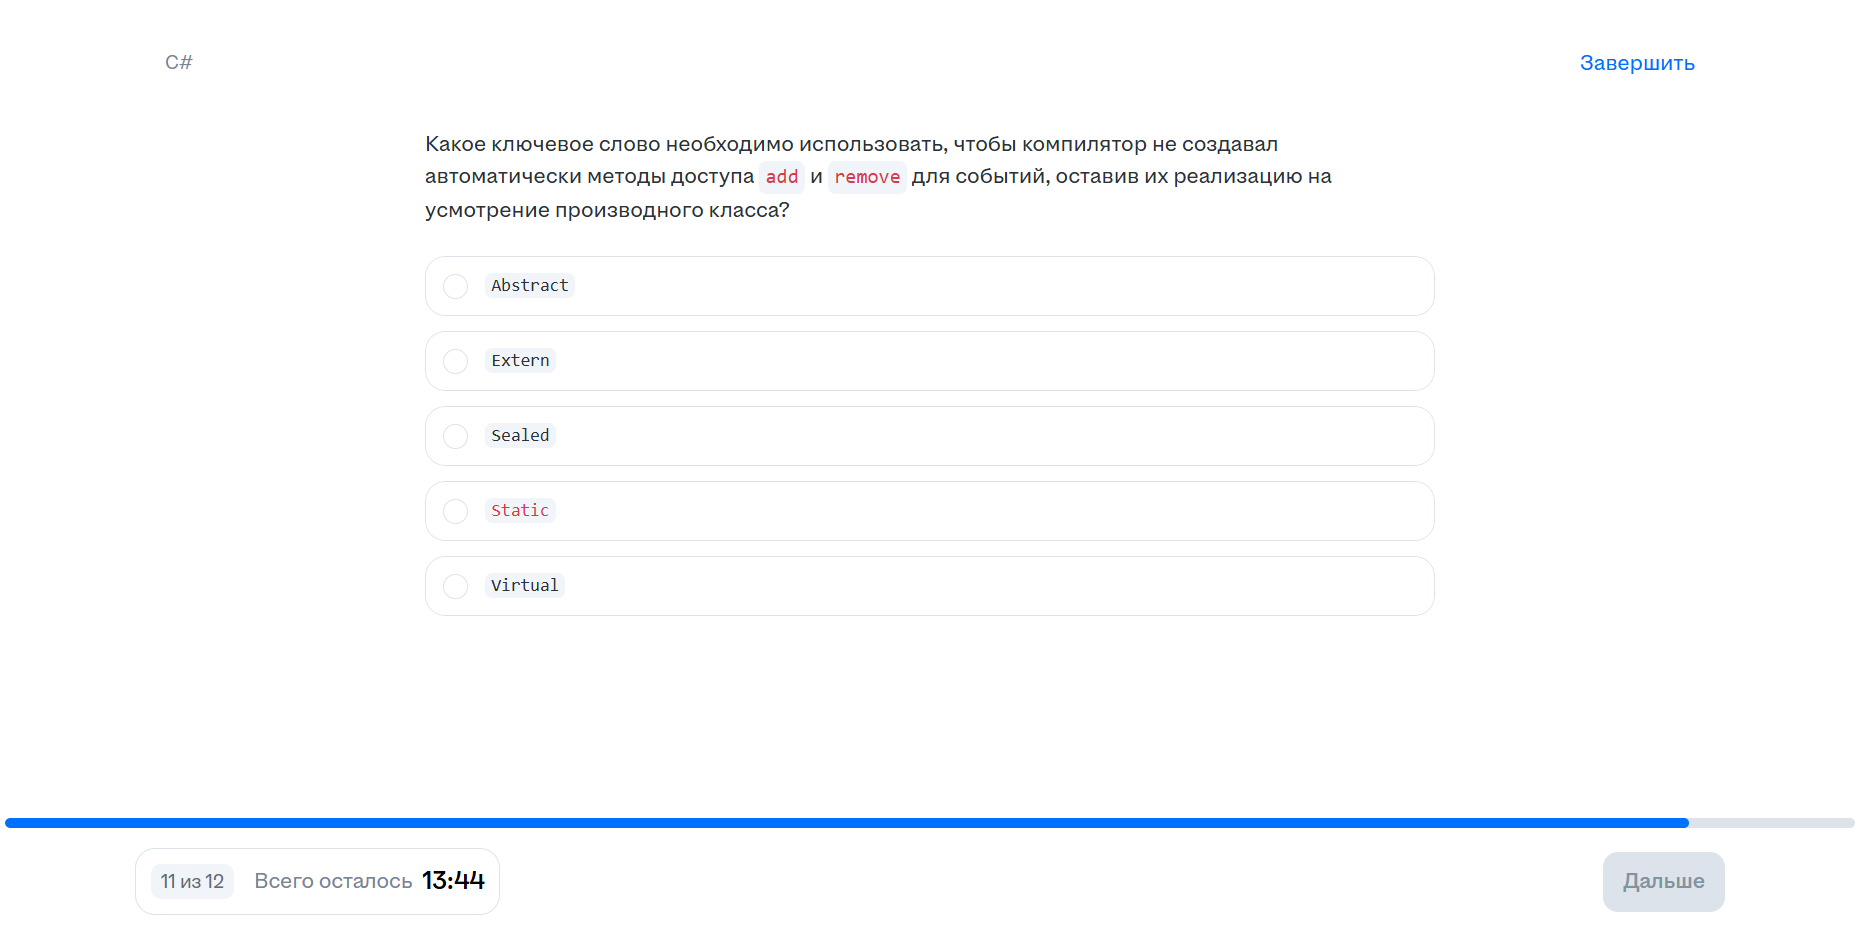 C#
Завершить
Какое ключевое слово необходимо использовать, чтобы компилятор не создавал
автоматически методы доступа add и remove для событий, оставив их реализацию на
усмотрение производного класса?
Abstract
Extern
Sealed
Static
Virtual
11 из 12 Всего осталось 13:44
Дальше